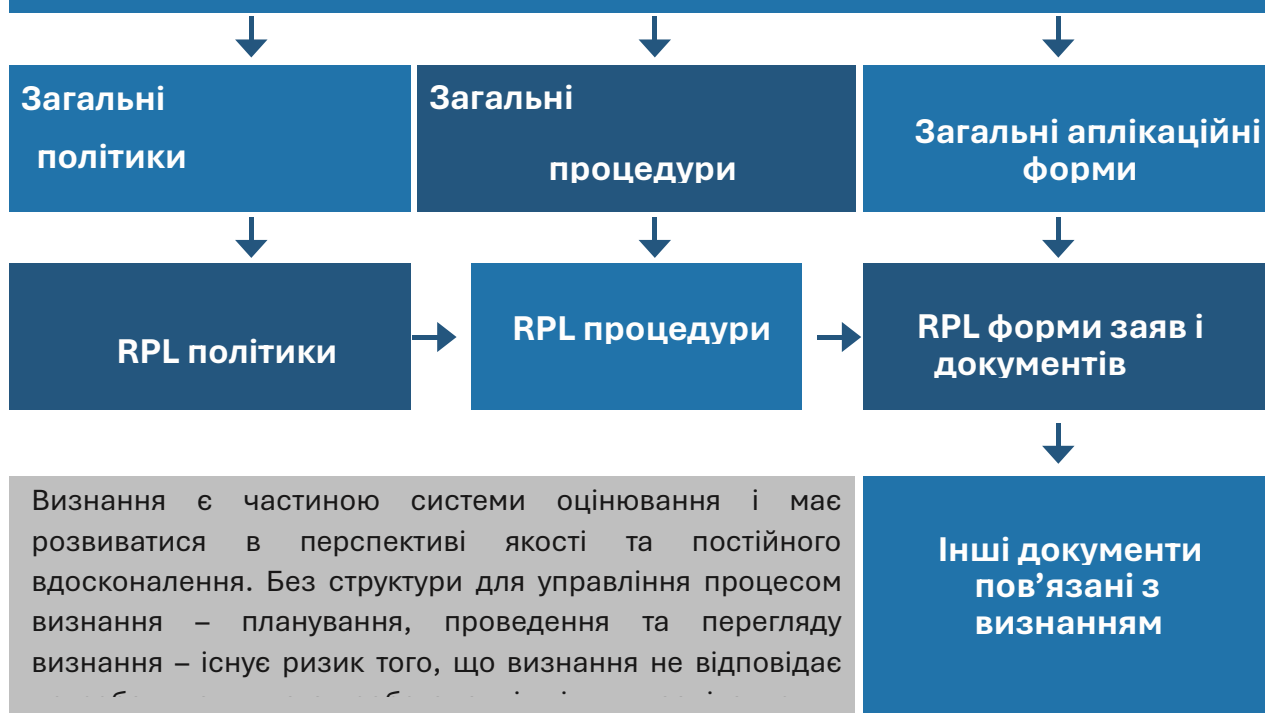 Загальні
політики
Загальні
процедури
Загальні аплікаційні
форми
RPL політики
RPL процедури
RPL форми заяв і
документів
Визнання є частиною системи оцінювання і має
розвиватися в перспективі якості та постійного
вдосконалення. Без структури для управління процесом
визнання – планування, проведення та перегляду
визнання – існує ризик того, що визнання не відповідає
Інші документи
пов’язані з
визнанням